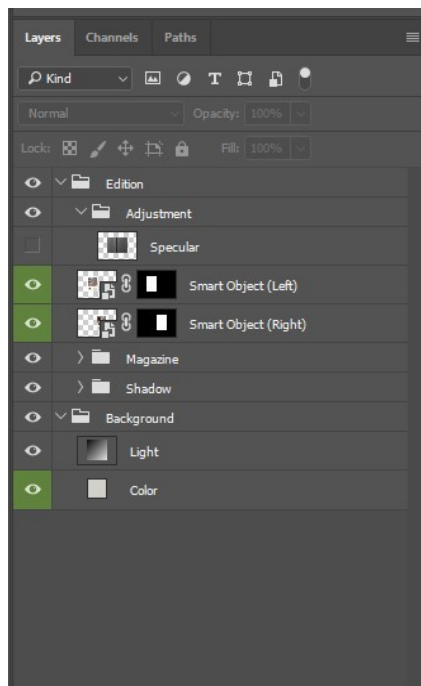 Layers Channels Paths
Kind
Normal Opacity: 100%
Lock: Fill: 100%
Edition
Adjustment
Specular
Smart Object (Left)
Smart Object (Right)
Magazine
Shadow
Background
Light
Color